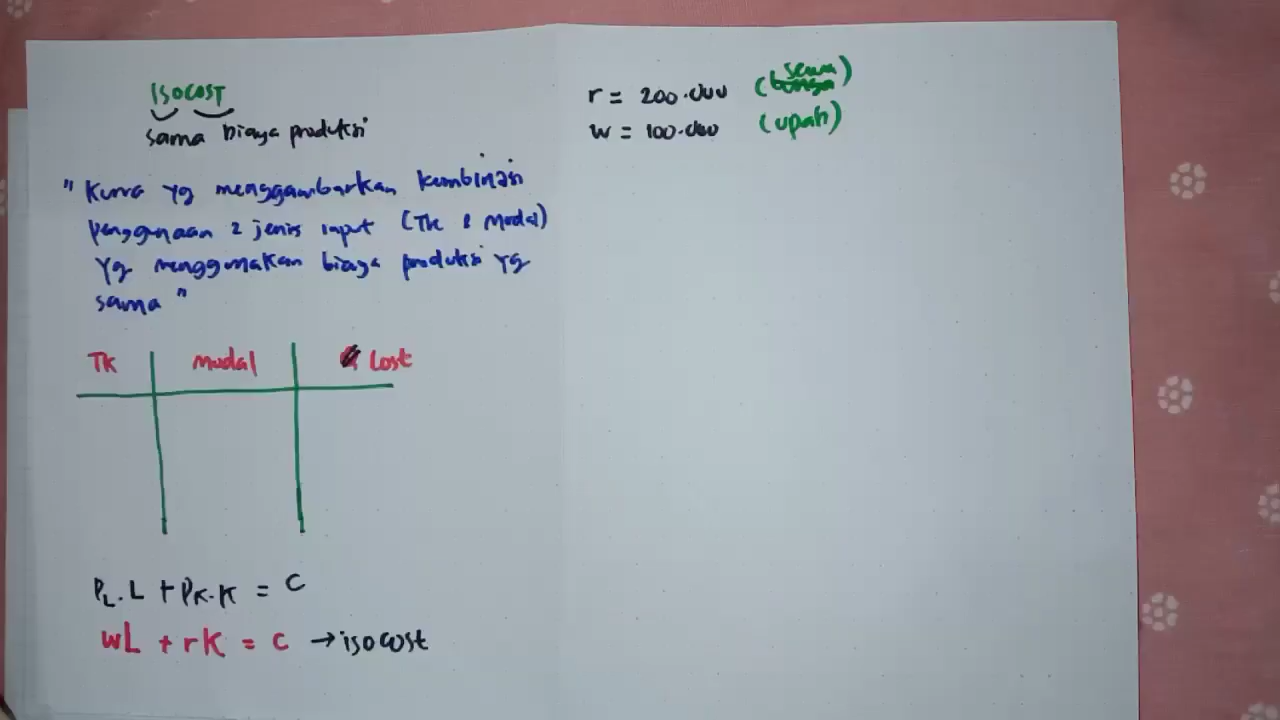 ISOCOST
sama biaya produksi
" Kurva yg menggambarkan kombinasi
penggunaan 2 jenis input (TK & Modal)
yg menggunakan biaya produksi yg
sama "
TK modal Cost
PL.L + PK.K = C
wL + rK = C → isocost
r = 200.000 (sewa)
w = 100.000 (upah)